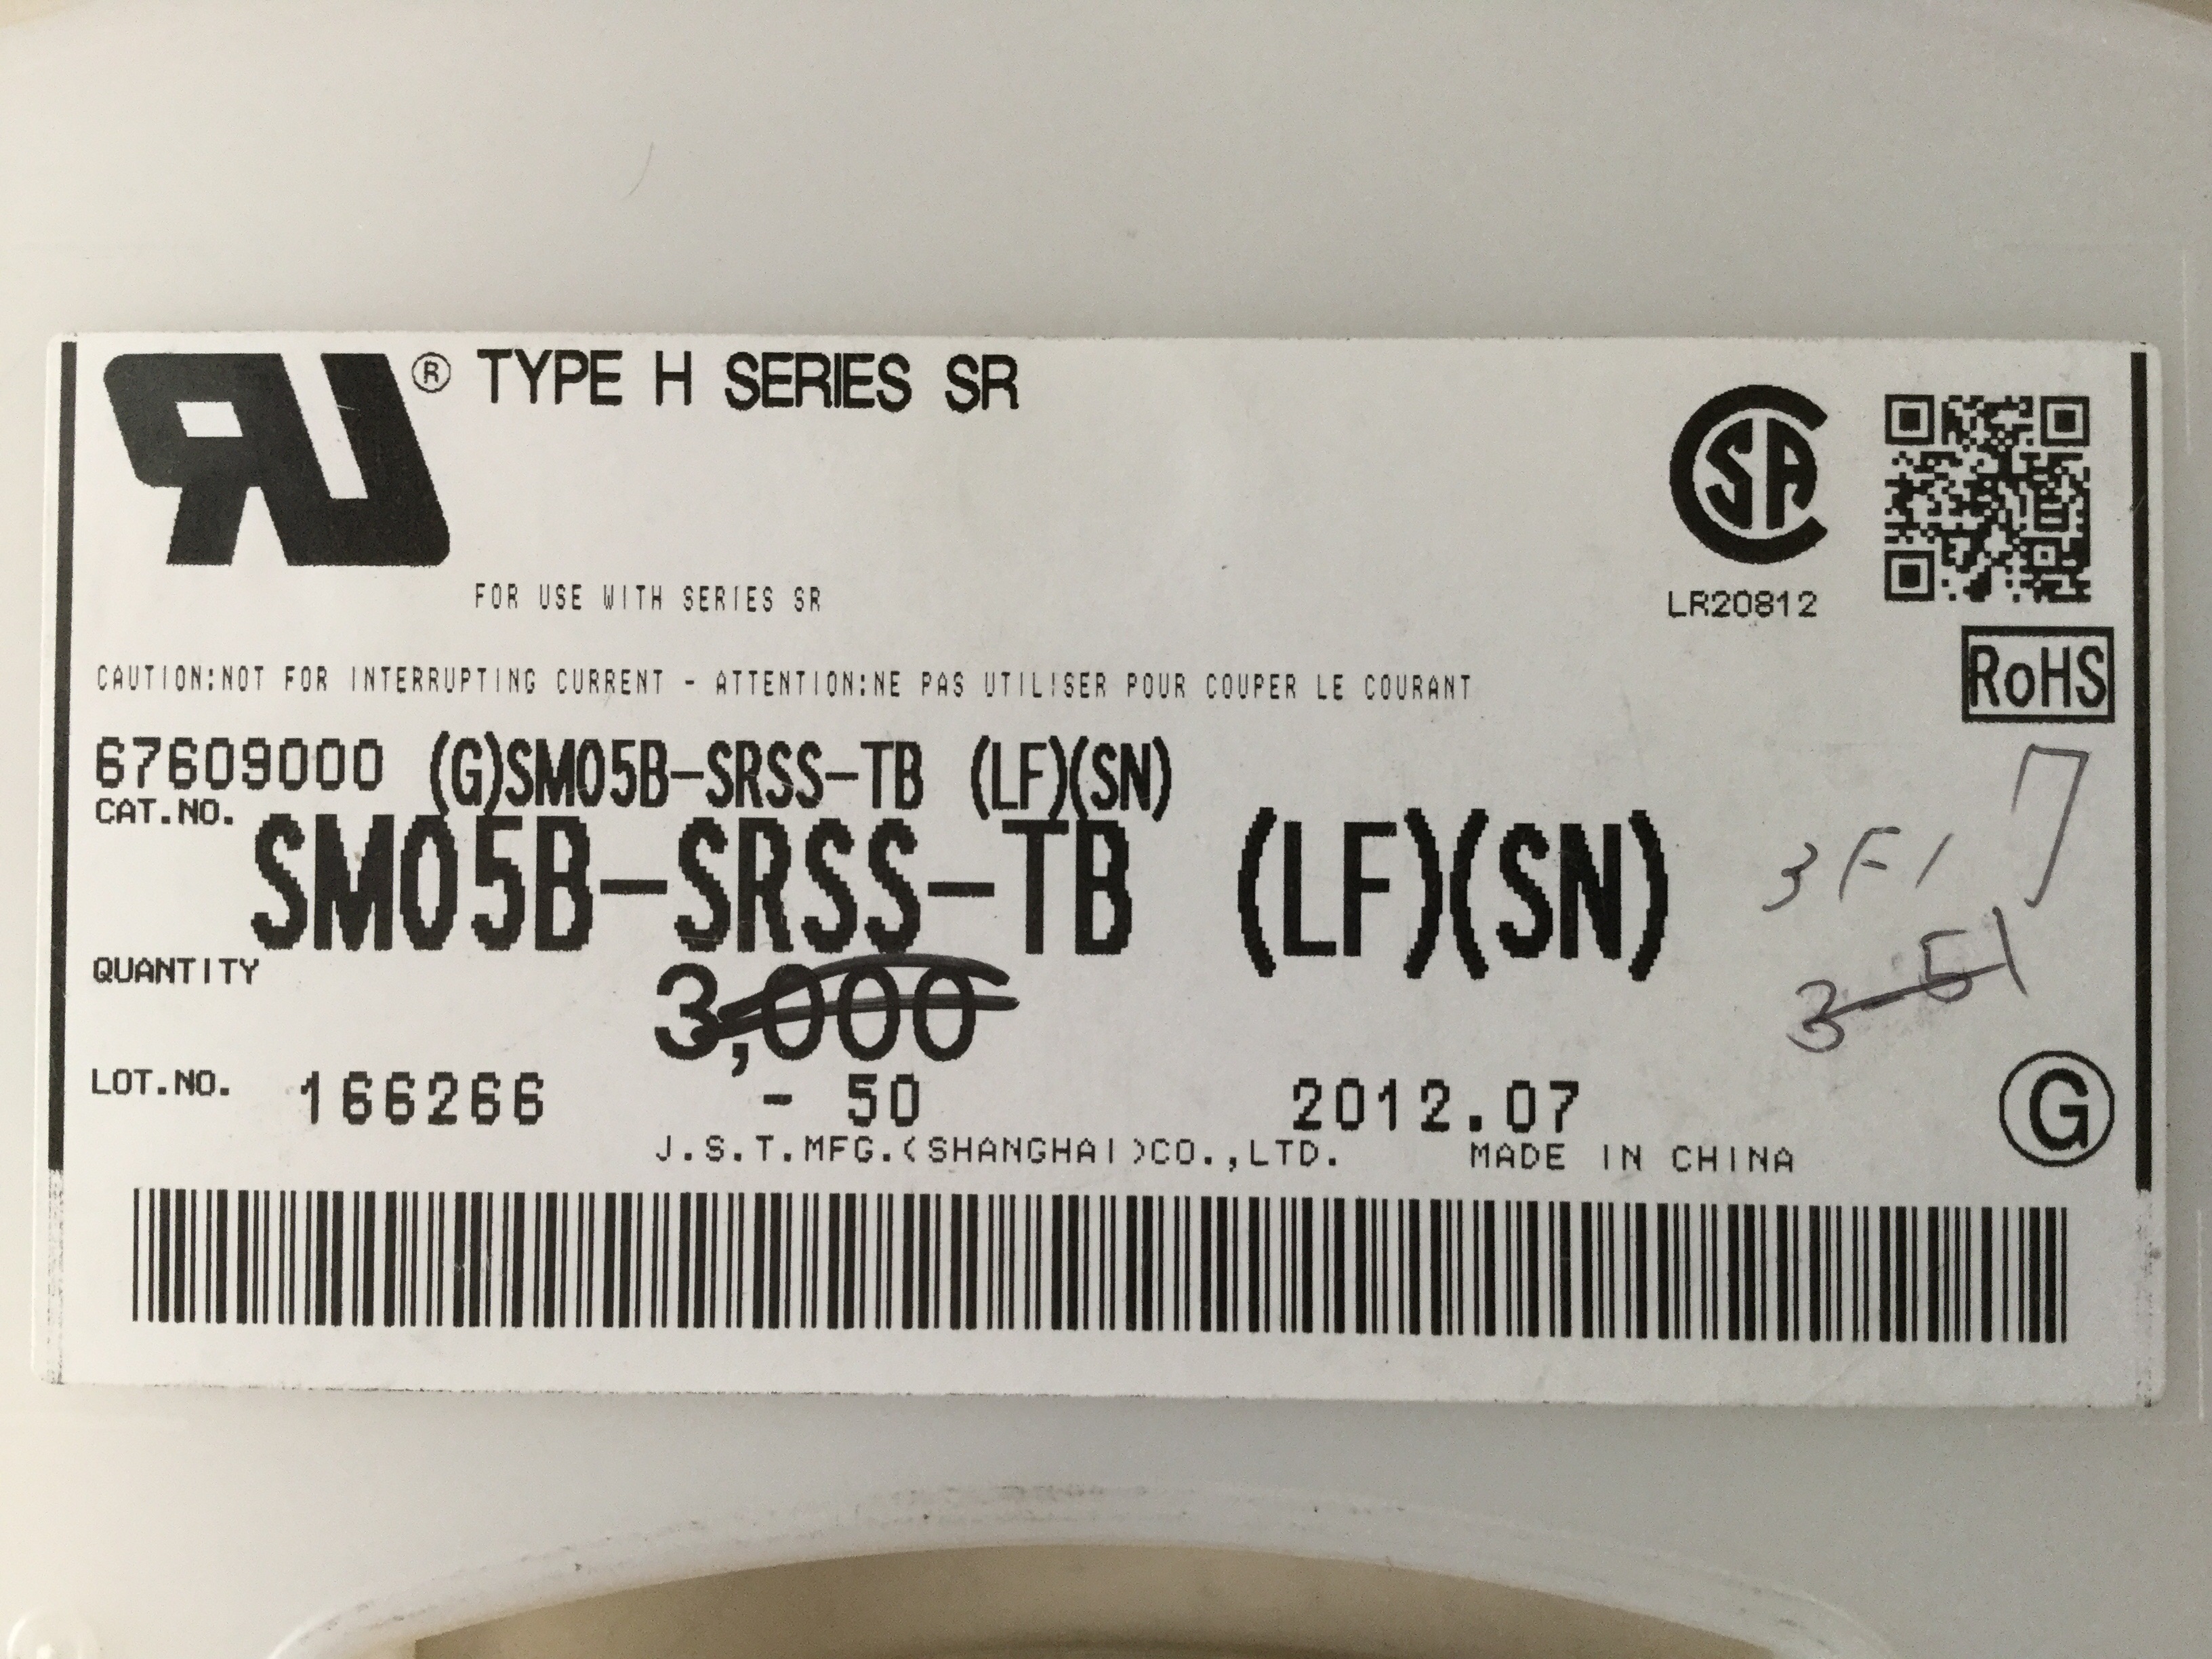 ® TYPE H SERIES SR
CSA
LR20812
FOR USE WITH SERIES SR
RoHS
CAUTION:NOT FOR INTERRUPTING CURRENT - ATTENTION:NE PAS UTILISER POUR COUPER LE COURANT
67609000 (G)SM05B-SRSS-TB (LF)(SN)
CAT.NO.
SM05B-SRSS-TB (LF)(SN)
QUANTITY
3,000
3-51
LOT.NO. 166266 - 50 2012.07
G
J.S.T.MFG.(SHANGHAI)CO.,LTD. MADE IN CHINA